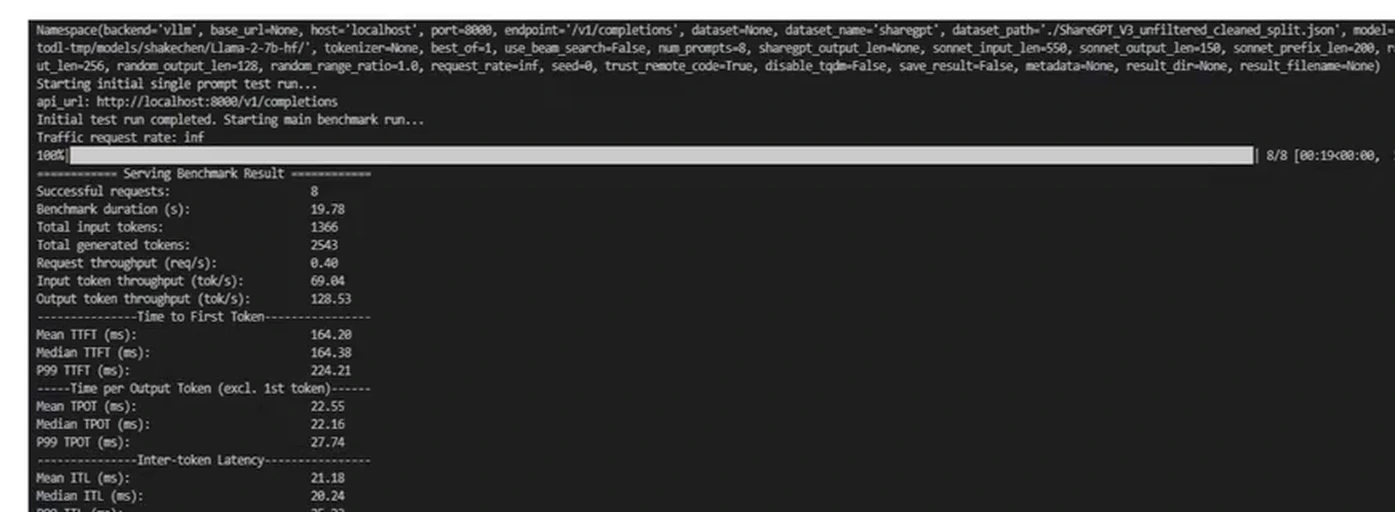 Namespace(backend='vllm', base_url=None, host='localhost', port=8000, endpoint='/v1/completions', dataset=None, dataset_name='sharegpt', dataset_path='./ShareGPT_V3_unfiltered_cleaned_split.json', model=
todl-tmp/models/shakechen/Llama-2-7b-hf/', tokenizer=None, best_of=1, use_beam_search=False, num_prompts=8, sharegpt_output_len=None, sonnet_input_len=550, sonnet_output_len=150, sonnet_prefix_len=200, r
ut_len=256, random_output_len=128, random_range_ratio=1.0, request_rate=inf, seed=0, trust_remote_code=True, disable_tqdm=False, save_result=False, metadata=None, result_dir=None, result_filename=None)
Starting initial single prompt test run...
api_url: http://localhost:8000/v1/completions
Initial test run completed. Starting main benchmark run...
Traffic request rate: inf
100%| | 8/8 [00:19<00:00,
============ Serving Benchmark Result ============
Successful requests: 8
Benchmark duration (s): 19.78
Total input tokens: 1366
Total generated tokens: 2543
Request throughput (req/s): 0.40
Input token throughput (tok/s): 69.04
Output token throughput (tok/s): 128.53
---------------Time to First Token----------------
Mean TTFT (ms): 164.20
Median TTFT (ms): 164.38
P99 TTFT (ms): 224.21
-----Time per Output Token (excl. 1st token)------
Mean TPOT (ms): 22.55
Median TPOT (ms): 22.16
P99 TPOT (ms): 27.74
---------------Inter-token Latency----------------
Mean ITL (ms): 21.18
Median ITL (ms): 20.24
P99 ITL (ms):